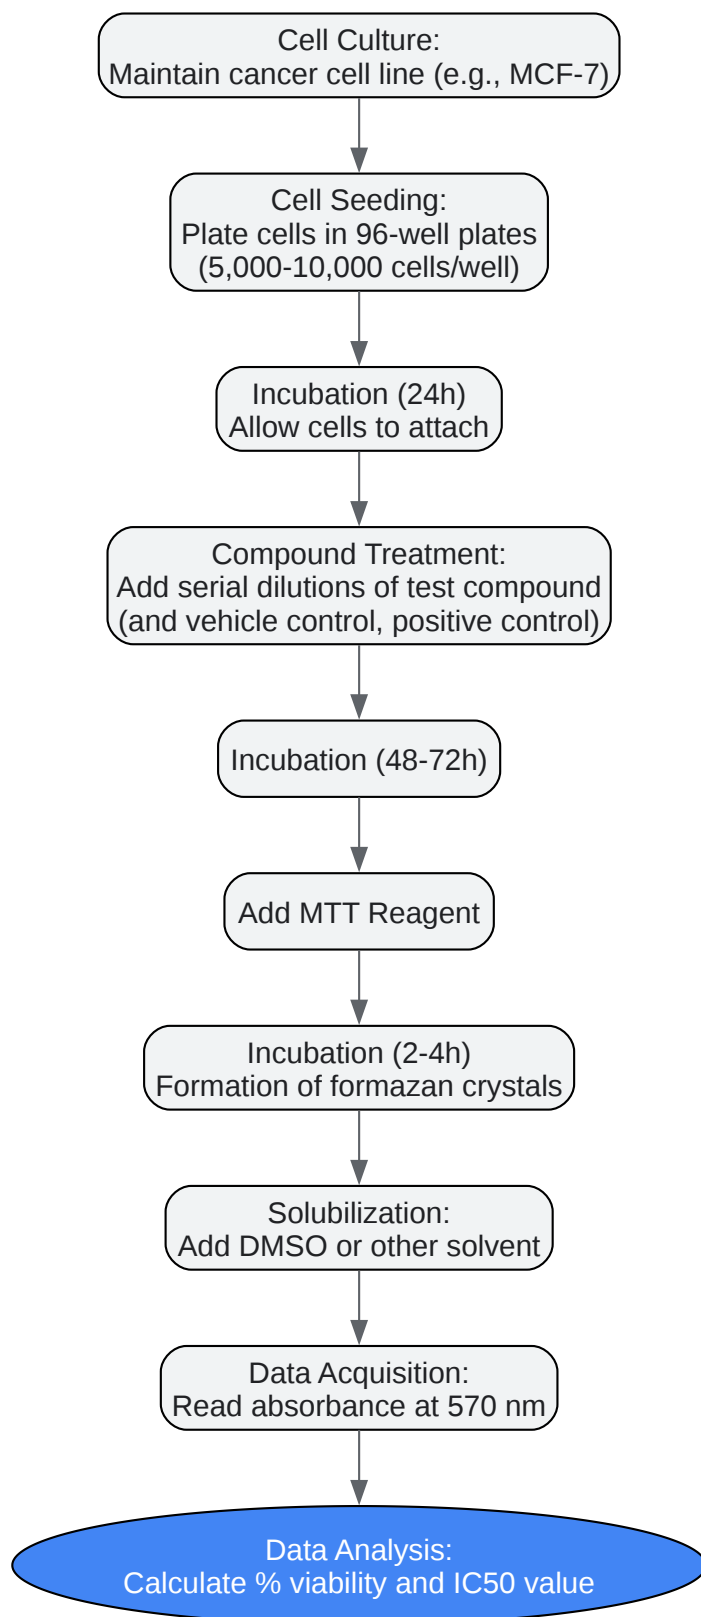 Cell Culture:
Maintain cancer cell line (e.g., MCF-7)
Cell Seeding:
Plate cells in 96-well plates
(5,000-10,000 cells/well)
Incubation (24h)
Allow cells to attach
Compound Treatment:
Add serial dilutions of test compound
(and vehicle control, positive control)
Incubation (48-72h)
Add MTT Reagent
Incubation (2-4h)
Formation of formazan crystals
Solubilization:
Add DMSO or other solvent
Data Acquisition:
Read absorbance at 570 nm
Data Analysis:
Calculate % viability and IC50 value